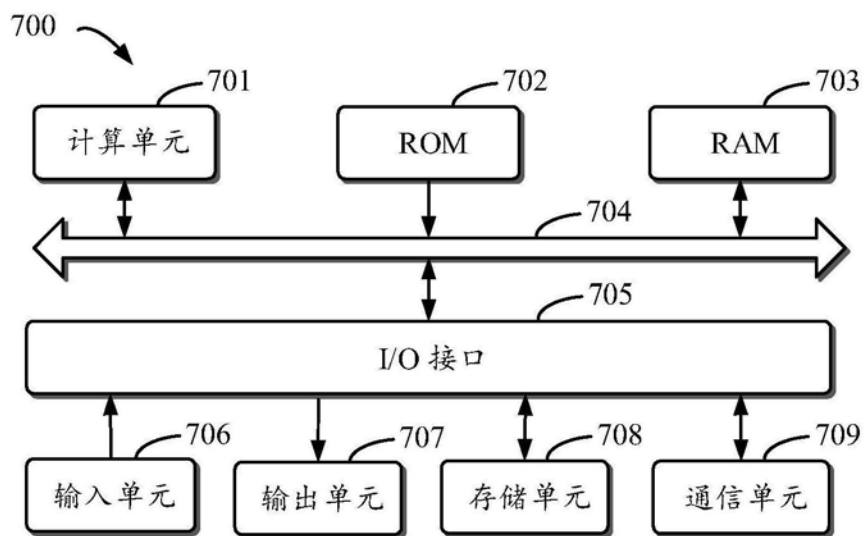 700
701
702
703
计算单元
ROM
RAM
704
705
I/O 接口
706
707
708
709
输入单元
输出单元
存储单元
通信单元